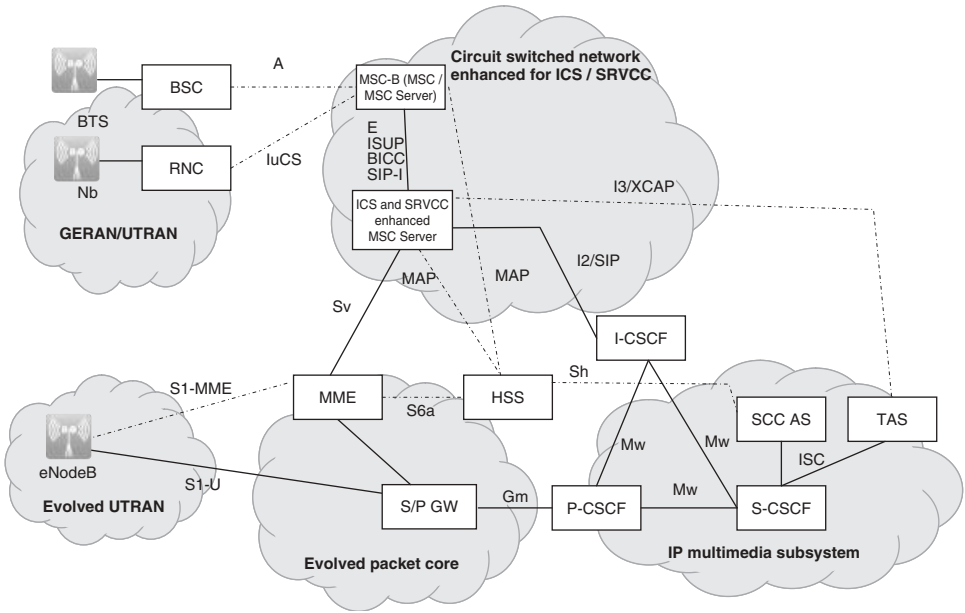 Circuit switched network
enhanced for ICS / SRVCC
A
BSC
MSC-B (MSC /
MSC Server)
BTS
E
ISUP
BICC
SIP-I
IuCS
RNC
Nb
I3/XCAP
GERAN/UTRAN
ICS and SRVCC
enhanced
MSC Server
MAP
MAP
I2/SIP
Sv
I-CSCF
S1-MME
MME
S6a
HSS
Sh
SCC AS
TAS
eNodeB
Mw
Mw
ISC
S1-U
Evolved UTRAN
S/P GW
Gm
P-CSCF
Mw
S-CSCF
Evolved packet core
IP multimedia subsystem